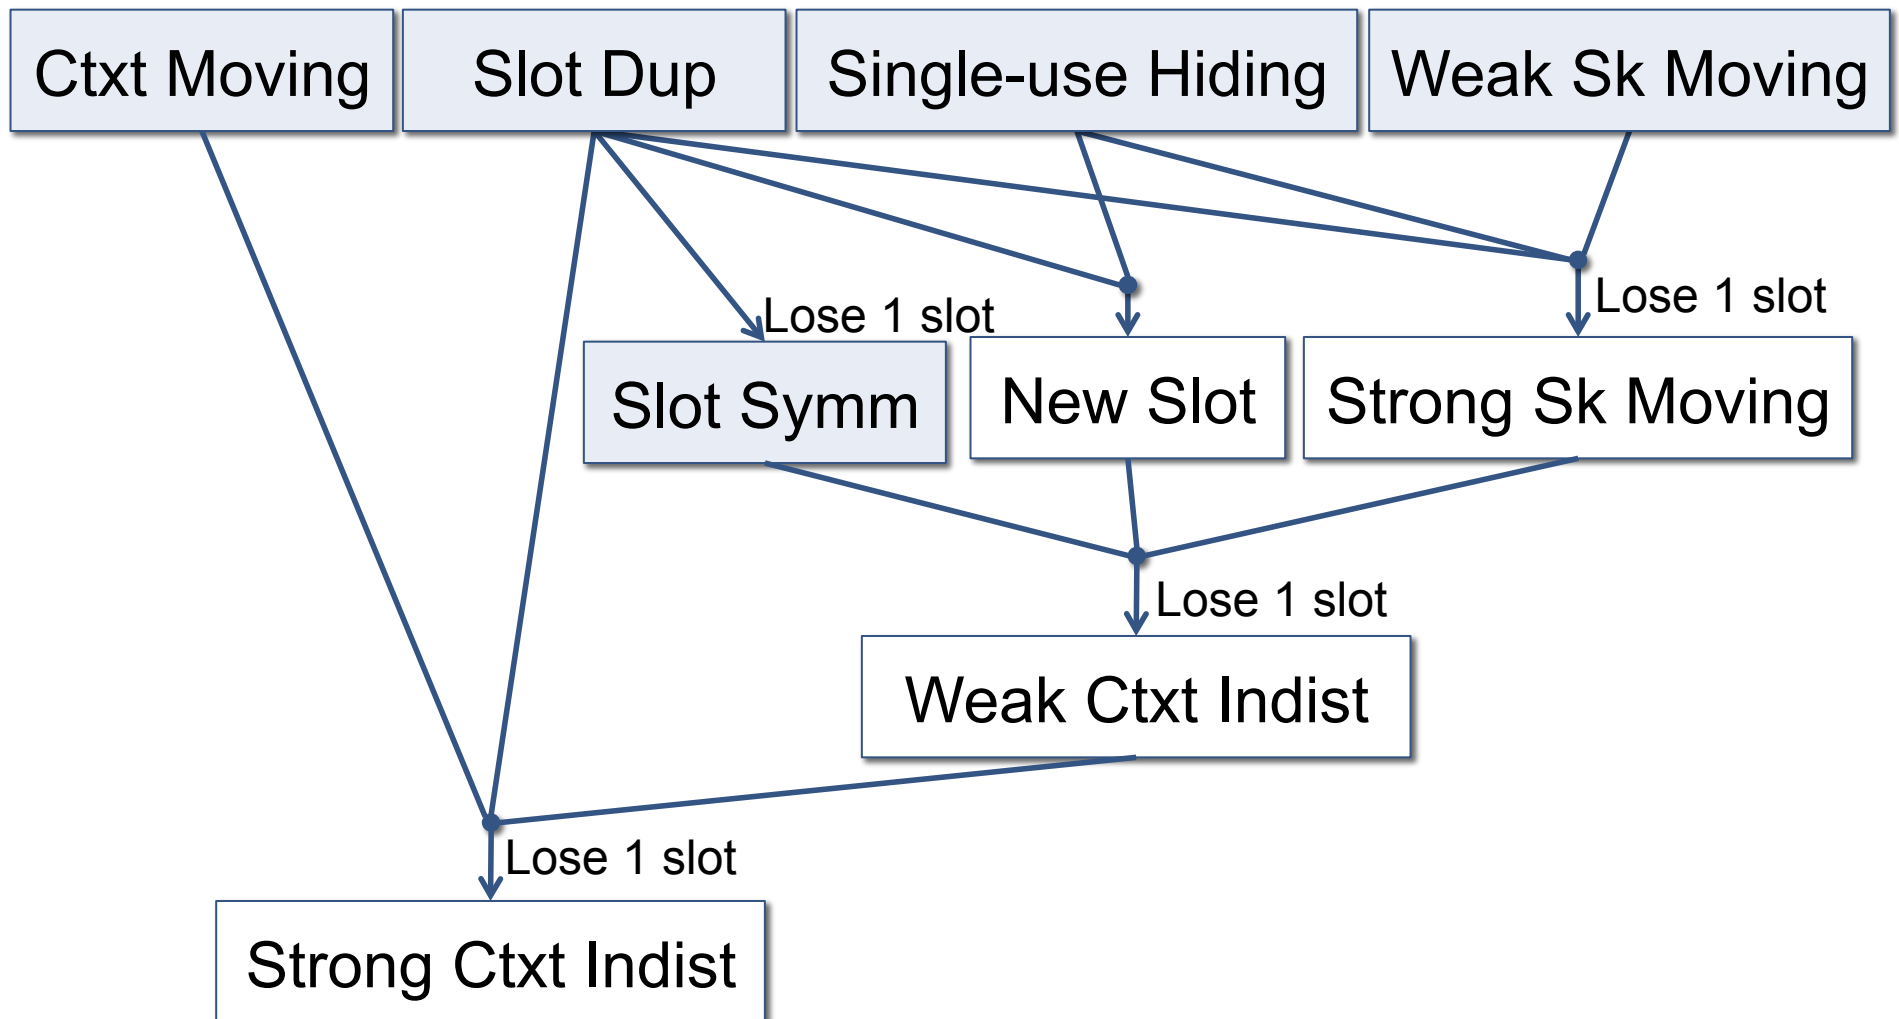 Ctxt Moving
Slot Dup
Single-use Hiding
Weak Sk Moving
Lose 1 slot
Lose 1 slot
Slot Symm
New Slot
Strong Sk Moving
Lose 1 slot
Weak Ctxt Indist
Lose 1 slot
Strong Ctxt Indist